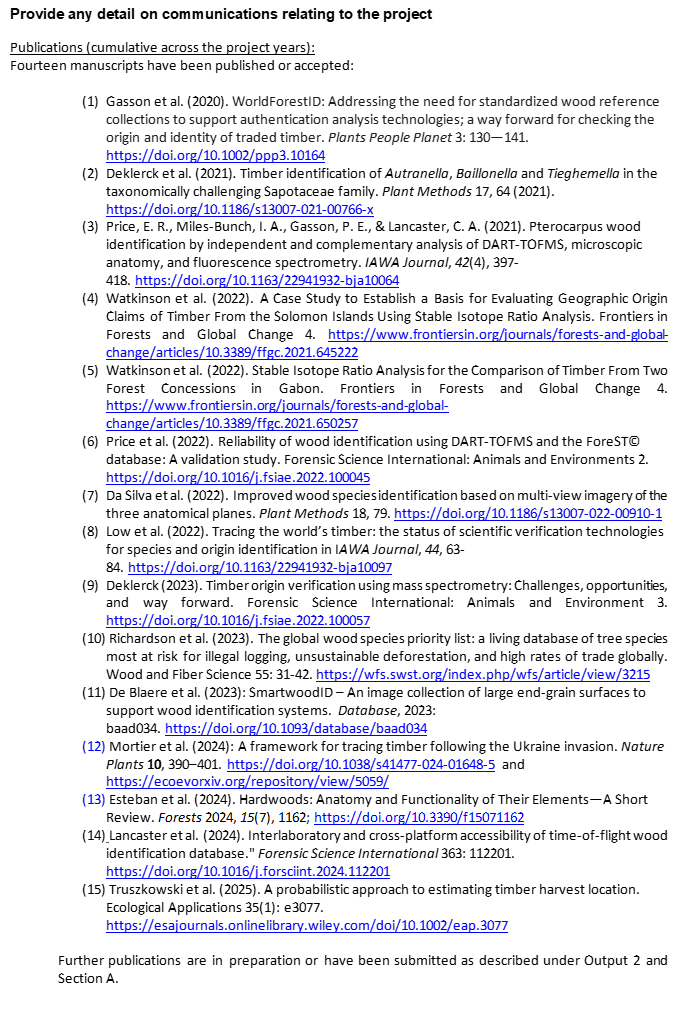 Provide any detail on communications relating to the project
Publications (cumulative across the project years):
Fourteen manuscripts have been published or accepted:
(1) Gasson et al. (2020). WorldForestID: Addressing the need for standardized wood reference
collections to support authentication analysis technologies; a way forward for checking the
origin and identity of traded timber. Plants People Planet 3: 130—141.
https://doi.org/10.1002/ppp3.10164
(2) Deklerck et al. (2021). Timber identification of Autranella, Baillonella and Tieghemella in the
taxonomically challenging Sapotaceae family. Plant Methods 17, 64 (2021).
https://doi.org/10.1186/s13007-021-00766-x
(3) Price, E. R., Miles-Bunch, I. A., Gasson, P. E., & Lancaster, C. A. (2021). Pterocarpus wood
identification by independent and complementary analysis of DART-TOFMS, microscopic
anatomy, and fluorescence spectrometry. IAWA Journal, 42(4), 397-
418. https://doi.org/10.1163/22941932-bja10064
(4) Watkinson et al. (2022). A Case Study to Establish a Basis for Evaluating Geographic Origin
Claims of Timber From the Solomon Islands Using Stable Isotope Ratio Analysis. Frontiers in
Forests and Global Change 4. https://www.frontiersin.org/journals/forests-and-global-
change/articles/10.3389/ffgc.2021.645222
(5) Watkinson et al. (2022). Stable Isotope Ratio Analysis for the Comparison of Timber From Two
Forest Concessions in Gabon. Frontiers in Forests and Global Change 4.
https://www.frontiersin.org/journals/forests-and-global-
change/articles/10.3389/ffgc.2021.650257
(6) Price et al. (2022). Reliability of wood identification using DART-TOFMS and the ForeST©
database: A validation study. Forensic Science International: Animals and Environments 2.
https://doi.org/10.1016/j.fsiae.2022.100045
(7) Da Silva et al. (2022). Improved wood species identification based on multi-view imagery of the
three anatomical planes. Plant Methods 18, 79. https://doi.org/10.1186/s13007-022-00910-1
(8) Low et al. (2022). Tracing the world's timber: the status of scientific verification technologies
for species and origin identification in IAWA Journal, 44, 63-
84. https://doi.org/10.1163/22941932-bja10097
(9) Deklerck (2023). Timber origin verification using mass spectrometry: Challenges, opportunities,
and way forward. Forensic Science International: Animals and Environment 3.
https://doi.org/10.1016/j.fsiae.2022.100057
(10) Richardson et al. (2023). The global wood species priority list: a living database of tree species
most at risk for illegal logging, unsustainable deforestation, and high rates of trade globally.
Wood and Fiber Science 55: 31-42. https://wfs.swst.org/index.php/wfs/article/view/3215
(11) De Blaere et al. (2023): SmartwoodID – An image collection of large end-grain surfaces to
support wood identification systems. Database, 2023:
baad034. https://doi.org/10.1093/database/baad034
(12) Mortier et al. (2024): A framework for tracing timber following the Ukraine invasion. Nature
Plants 10, 390–401. https://doi.org/10.1038/s41477-024-01648-5 and
https://ecoevorxiv.org/repository/view/5059/
(13) Esteban et al. (2024). Hardwoods: Anatomy and Functionality of Their Elements—A Short
Review. Forests 2024, 15(7), 1162; https://doi.org/10.3390/f15071162
(14) Lancaster et al. (2024). Interlaboratory and cross-platform accessibility of time-of-flight wood
identification database." Forensic Science International 363: 112201.
https://doi.org/10.1016/j.forsciint.2024.112201
(15) Truszkowski et al. (2025). A probabilistic approach to estimating timber harvest location.
Ecological Applications 35(1): e3077.
https://esajournals.onlinelibrary.wiley.com/doi/10.1002/eap.3077
Further publications are in preparation or have been submitted as described under Output 2 and
Section A.